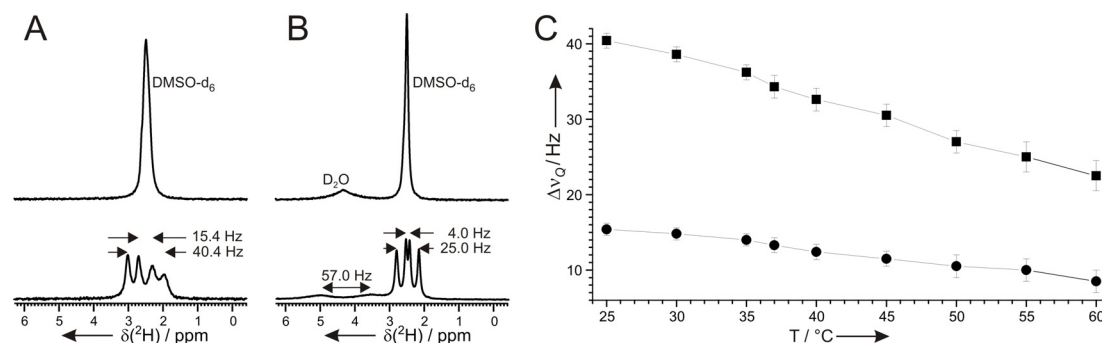 A
DMSO-d6
15.4 Hz
40.4 Hz
6 5 4 3 2 1 0
δ(²H) / ppm
B
DMSO-d6
D2O
4.0 Hz
25.0 Hz
57.0 Hz
6 5 4 3 2 1 0
δ(²H) / ppm
C
40
30
20
10
ΔνQ / Hz
25 30 35 40 45 50 55 60
T / °C